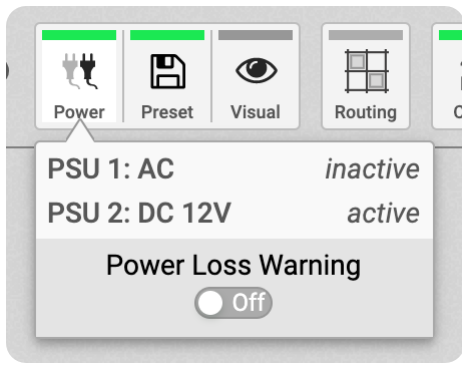 Power
Preset
Visual
Routing
PSU 1: AC inactive
PSU 2: DC 12V active
Power Loss Warning
Off